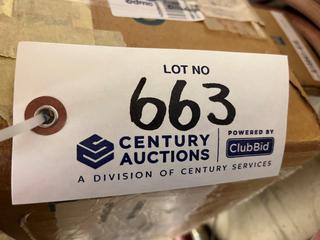 LOT NO
663
CENTURY
AUCTIONS
POWERED BY
ClubBid
A DIVISION OF CENTURY SERVICES